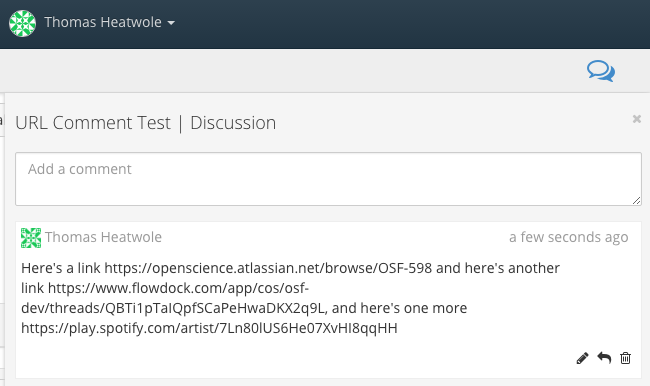 Thomas Heatwole
URL Comment Test | Discussion
Add a comment
Thomas Heatwole a few seconds ago
Here's a link https://openscience.atlassian.net/browse/OSF-598 and here's another
link https://www.flowdock.com/app/cos/osf-
dev/threads/QBTi1pTaIQpfSCaPeHwaDKX2q9L, and here's one more
https://play.spotify.com/artist/7Ln80lUS6He07XvHI8qqHH